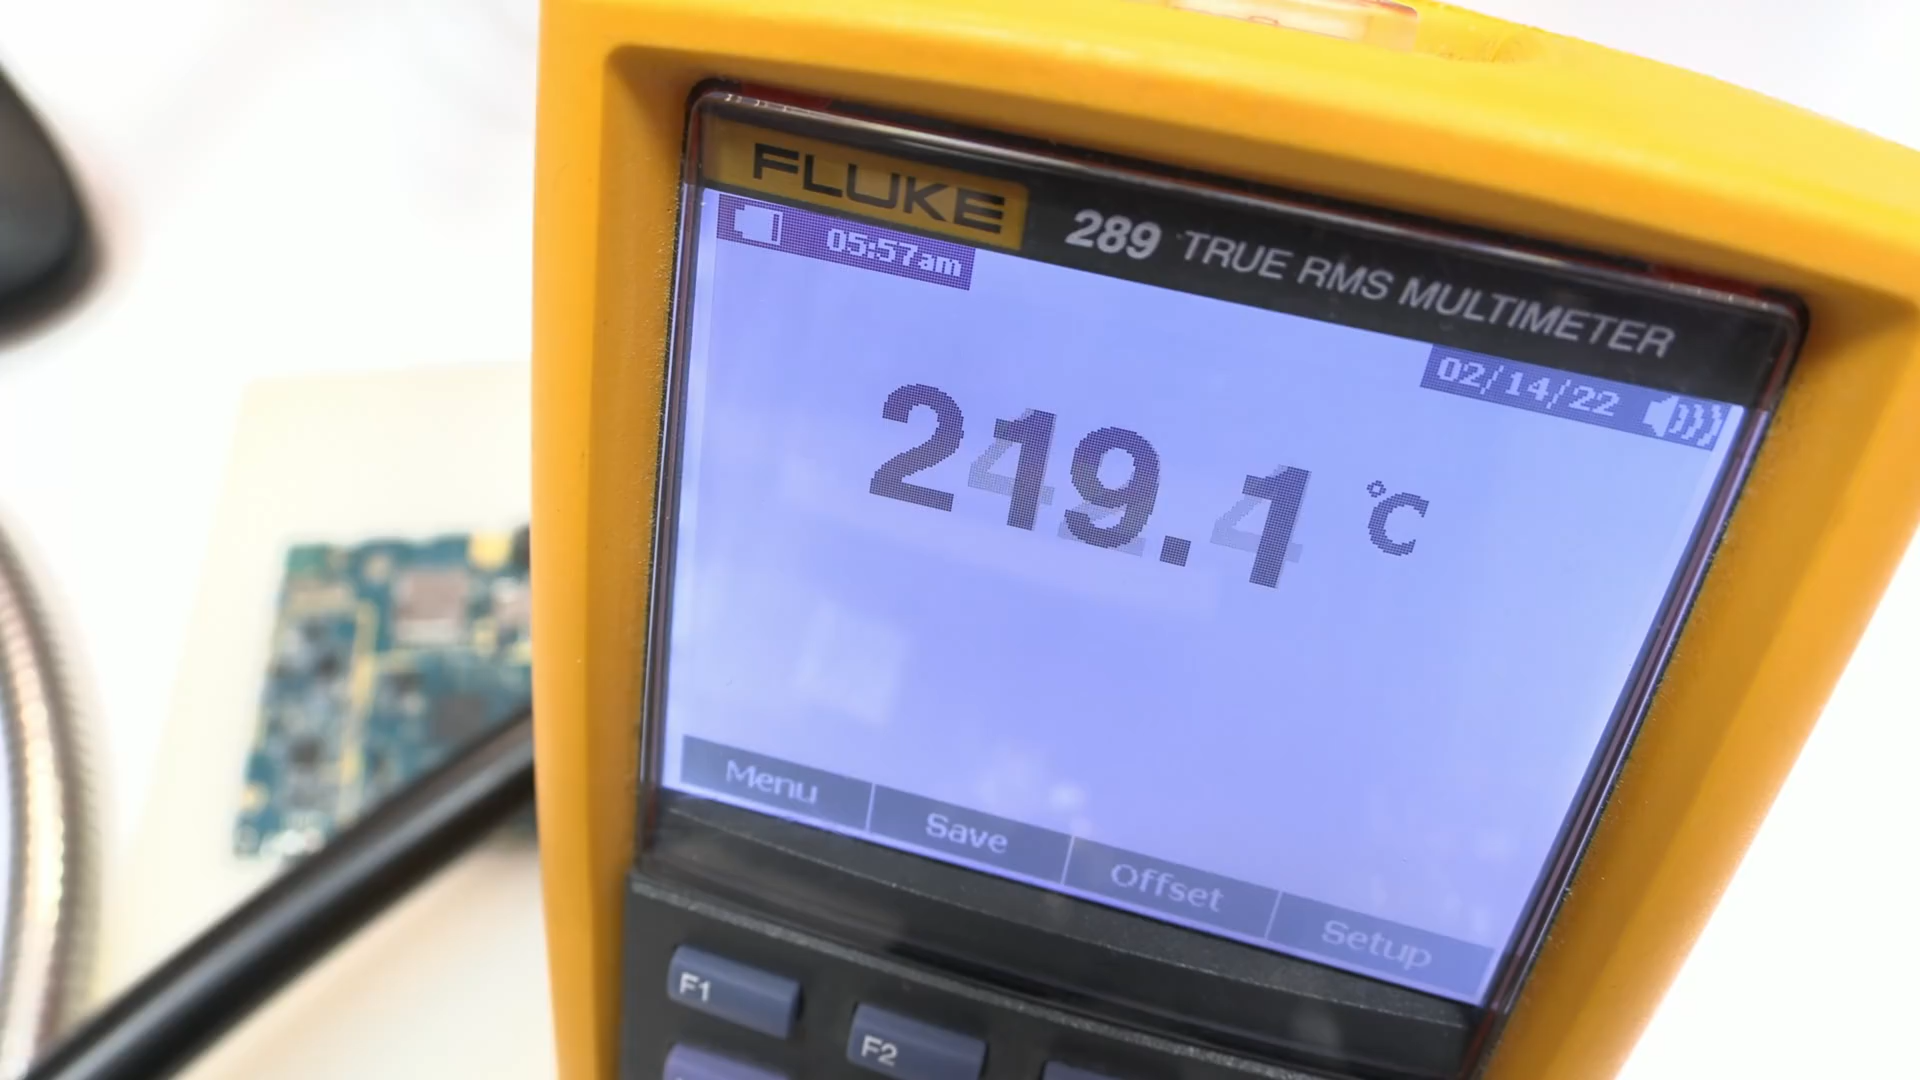 FLUKE
289 TRUE RMS MULTIMETER
05:57am
02/14/22
219.1 °C
Menu Save Offset Setup
F1 F2